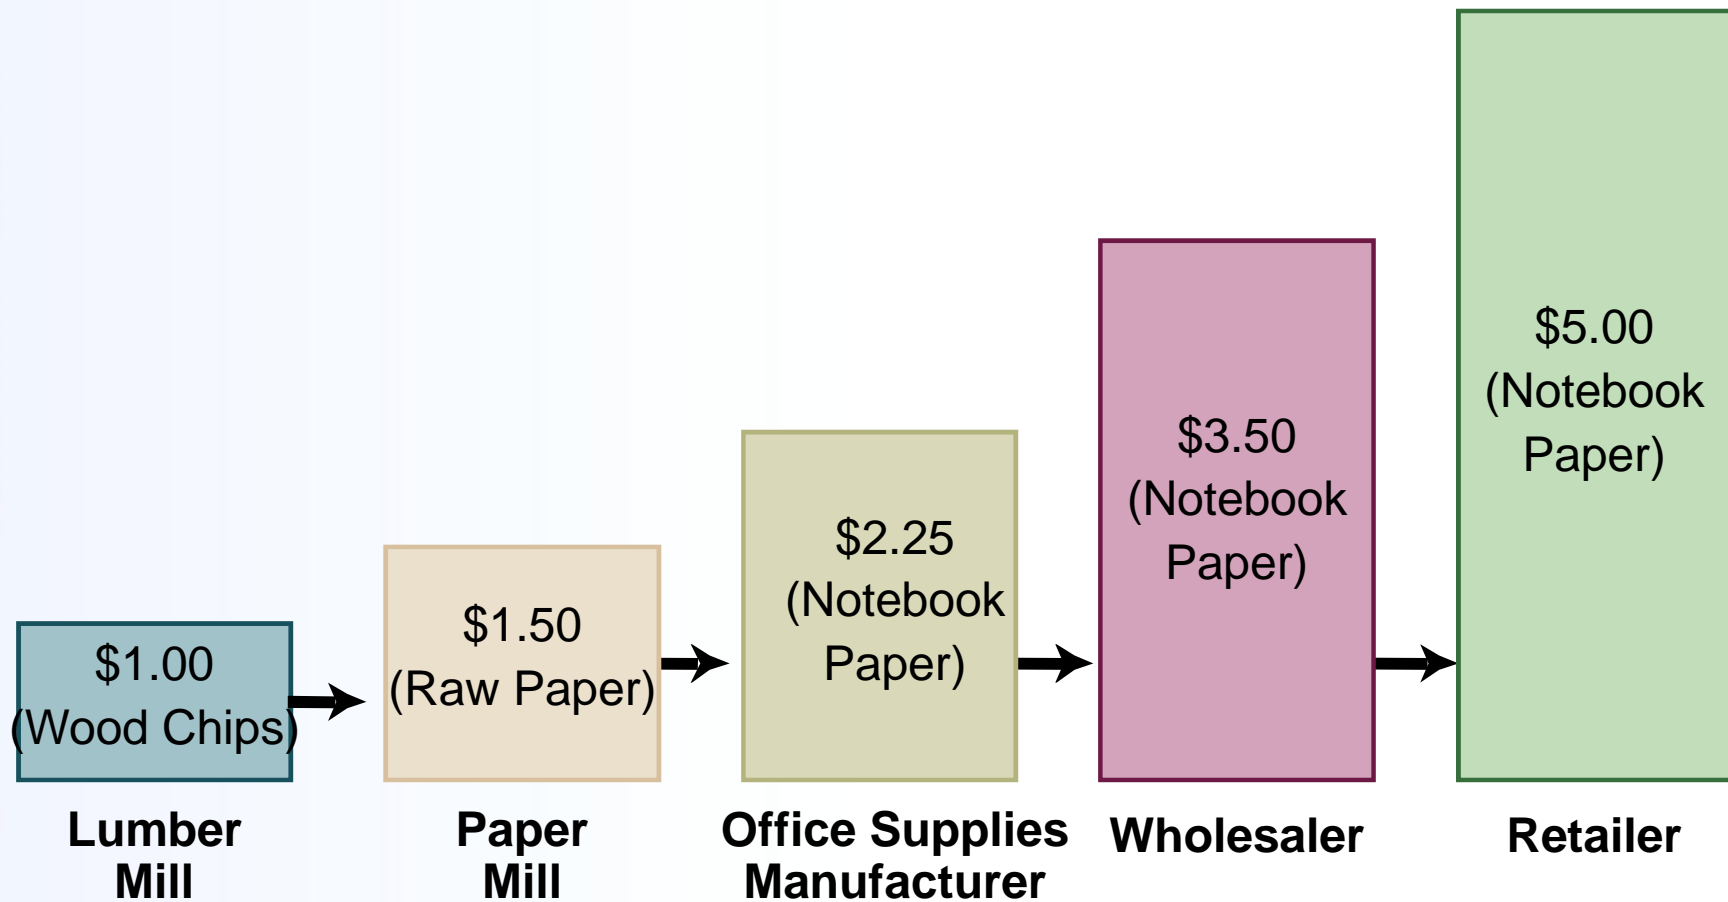 $1.00
(Wood Chips)
$1.50
(Raw Paper)
$2.25
(Notebook
Paper)
$3.50
(Notebook
Paper)
$5.00
(Notebook
Paper)
Lumber
Mill
Paper
Mill
Office Supplies
Manufacturer
Wholesaler
Retailer